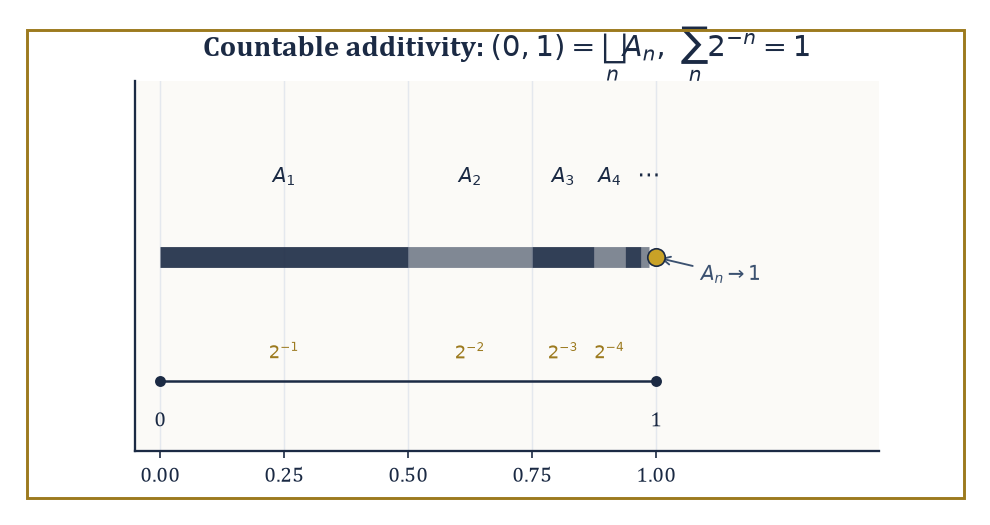 Countable additivity: (0, 1) = ⨆ₙ Aₙ, ∑ₙ 2⁻ⁿ = 1
A₁ A₂ A₃ A₄ ⋯
Aₙ → 1
2⁻¹ 2⁻² 2⁻³ 2⁻⁴
0 1
0.00 0.25 0.50 0.75 1.00